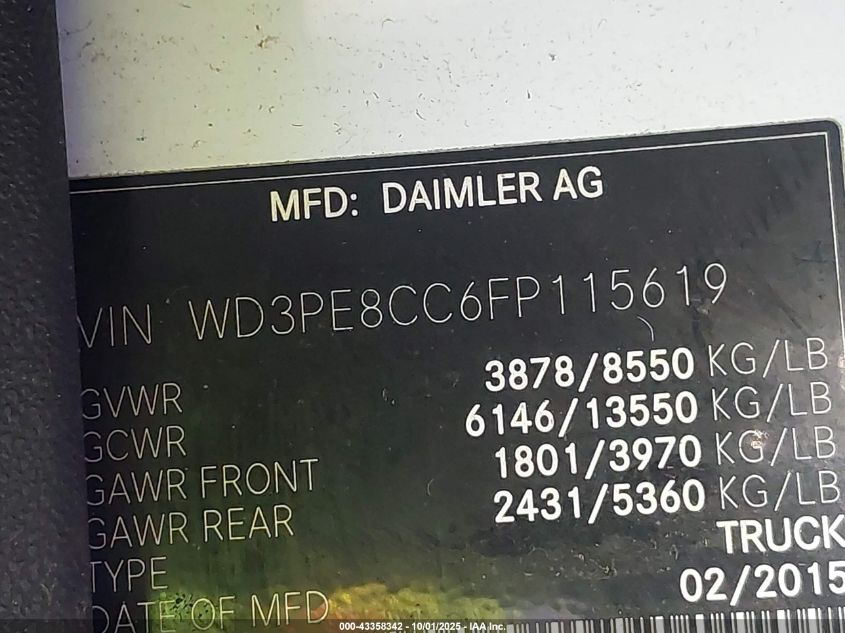 MFD: DAIMLER AG
VIN WD3PE8CC6FP115619
GVWR 3878/8550 KG/LB
GCWR 6146/13550 KG/LB
GAWR FRONT 1801/3970 KG/LB
GAWR REAR 2431/5360 KG/LB
TYPE TRUCK
DATE OF MFD 02/2015
000-43358342 - 10/01/2025 - IAA Inc.